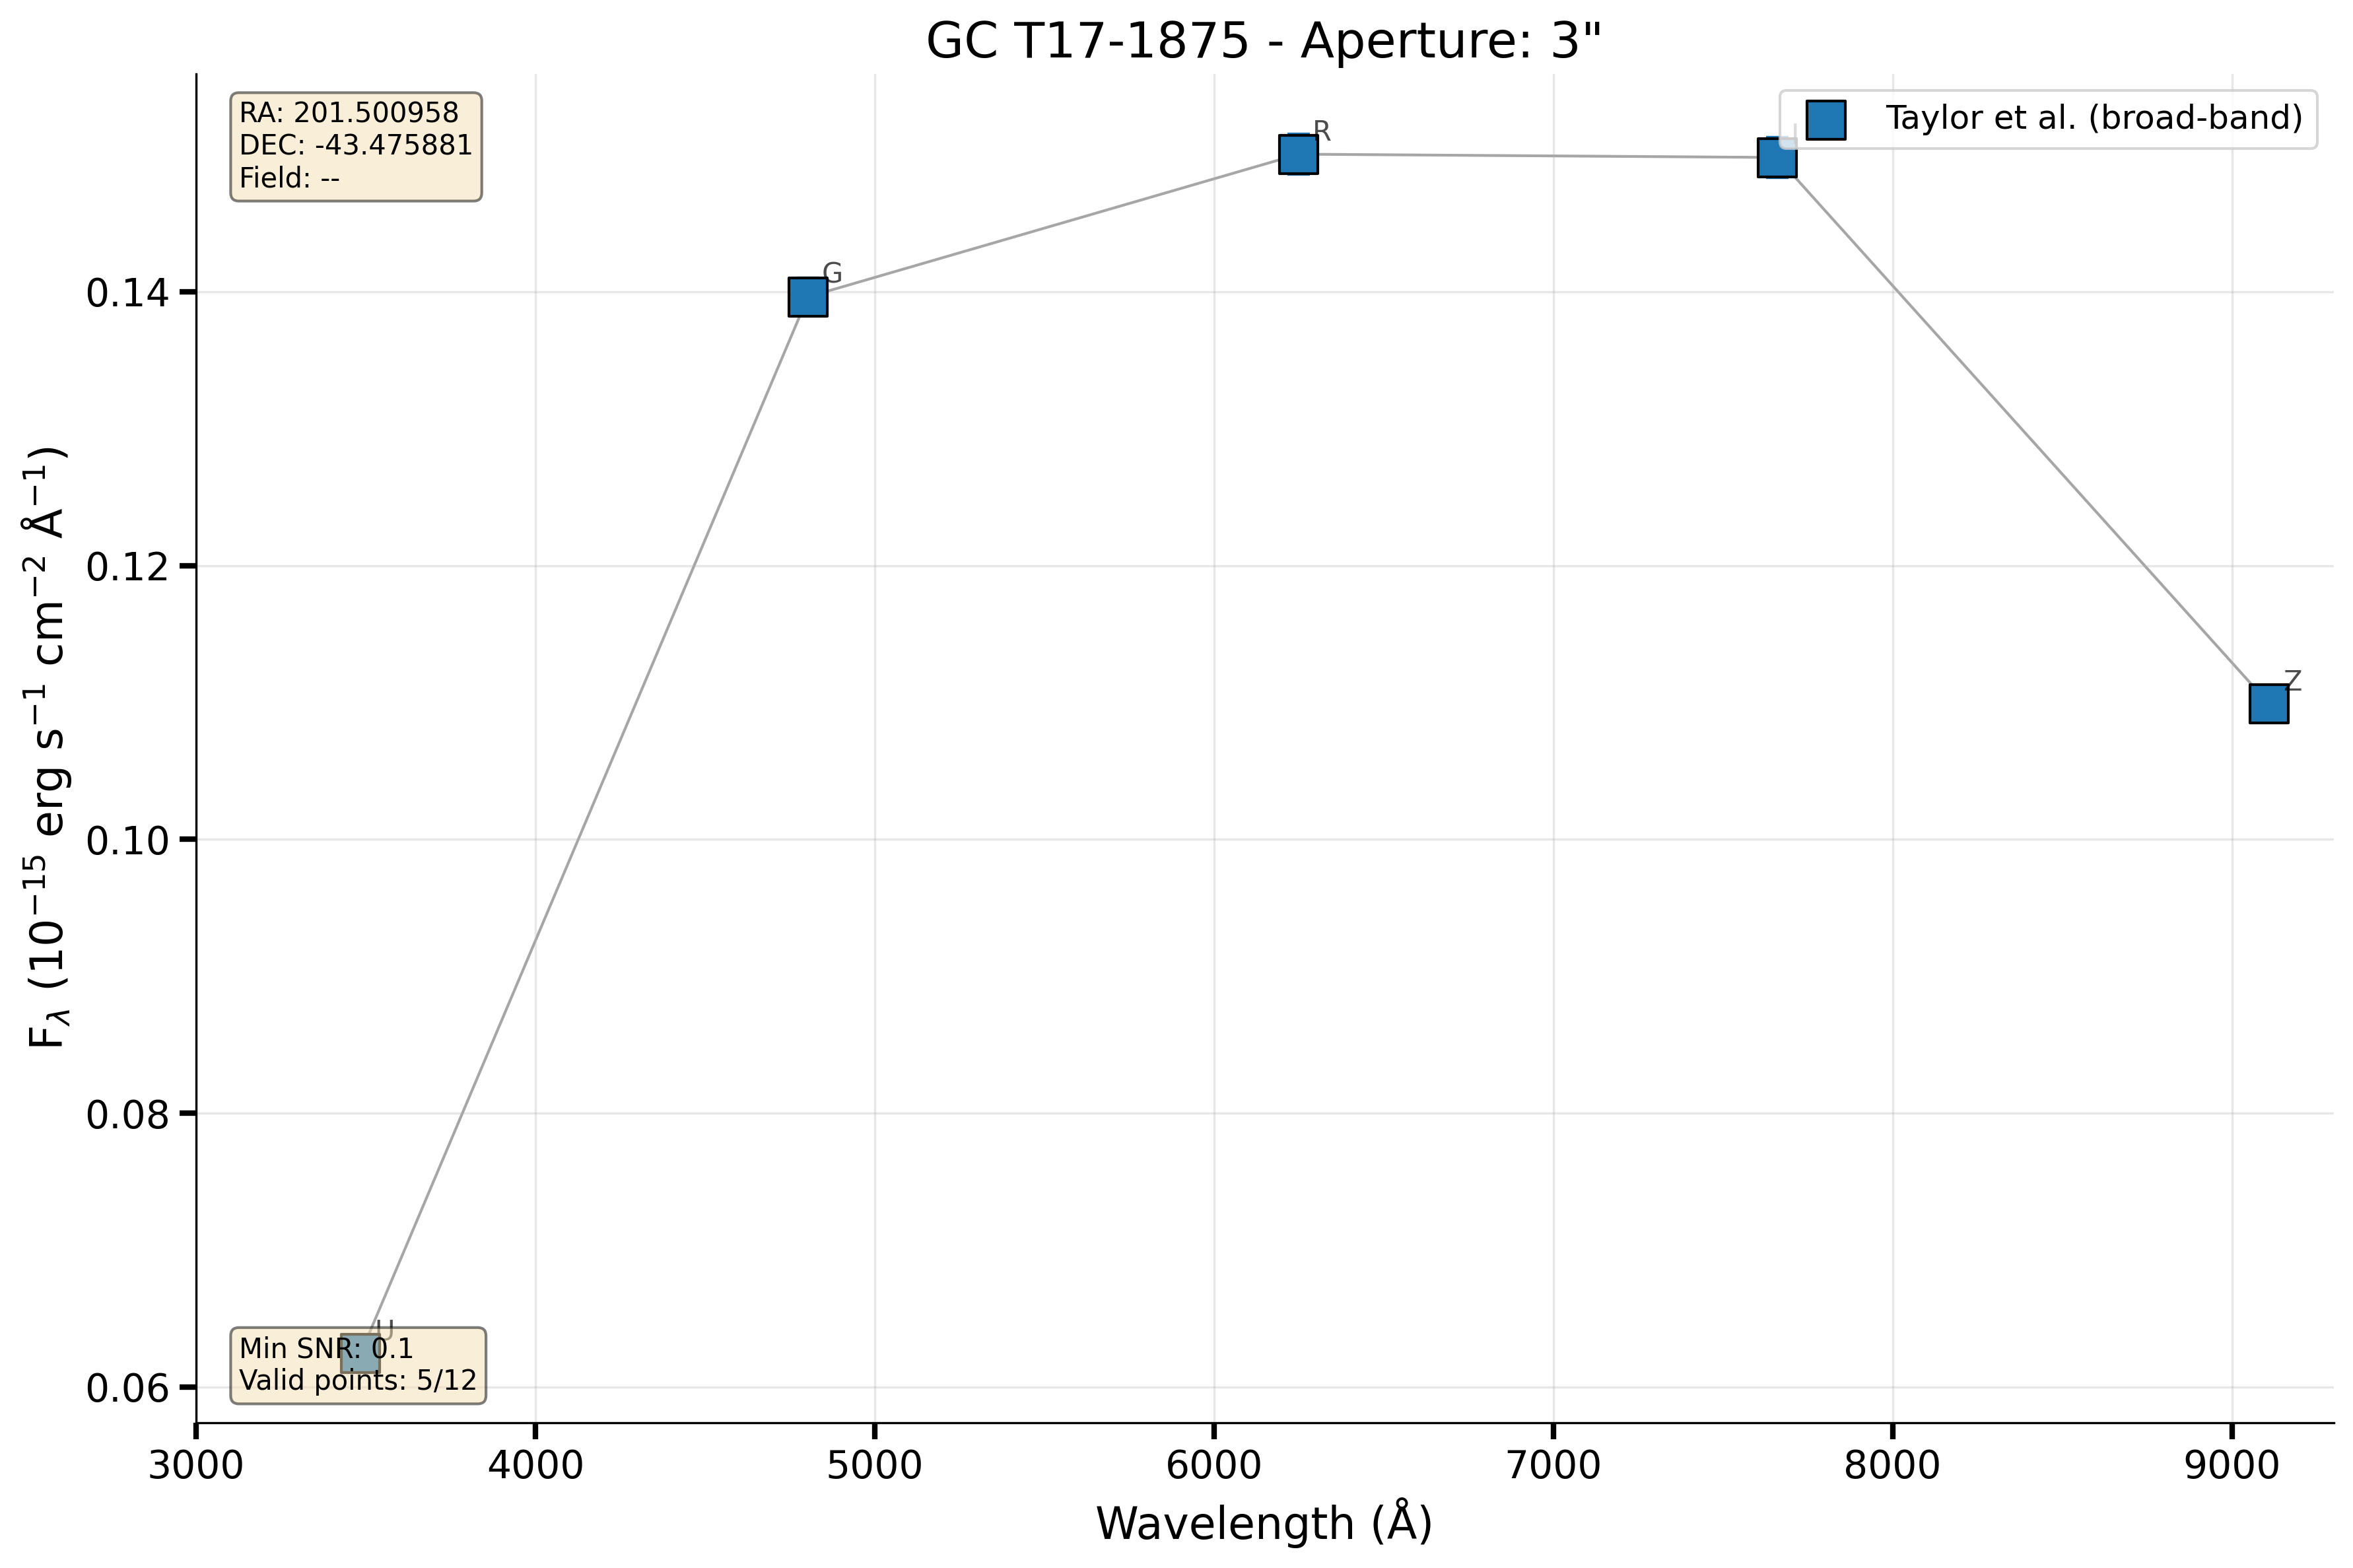 GC T17-1875 - Aperture: 3"
RA: 201.500958
DEC: -43.475881
Field: --
Taylor et al. (broad-band)
R
I
G
Z
U
Min SNR: 0.1
Valid points: 5/12
0.14
0.12
0.10
0.08
0.06
F_λ (10⁻¹⁵ erg s⁻¹ cm⁻² Å⁻¹)
3000 4000 5000 6000 7000 8000 9000
Wavelength (Å)